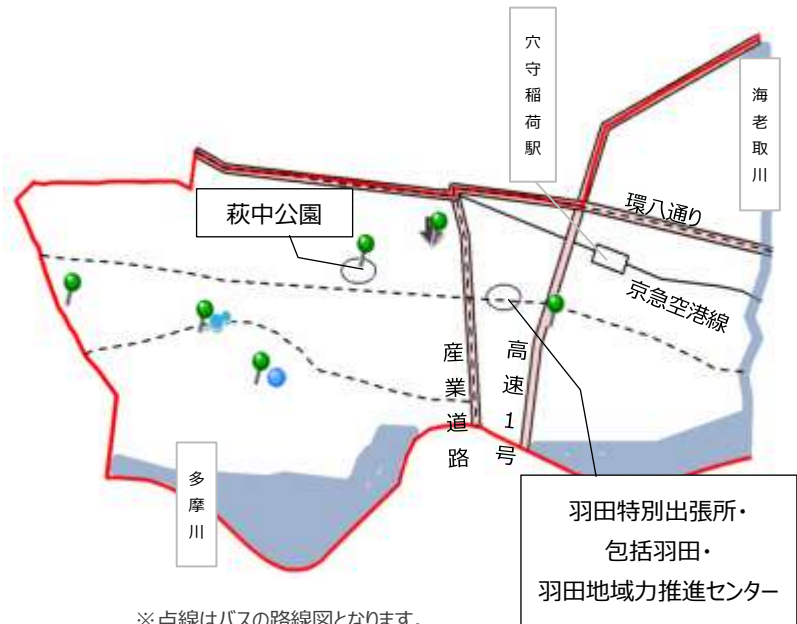 穴守稲荷駅
海老取川
萩中公園
環八通り
京急空港線
産業道路
高速1号
多摩川
羽田特別出張所・
包括羽田・
羽田地域力推進センター
※点線はバスの路線図となります。